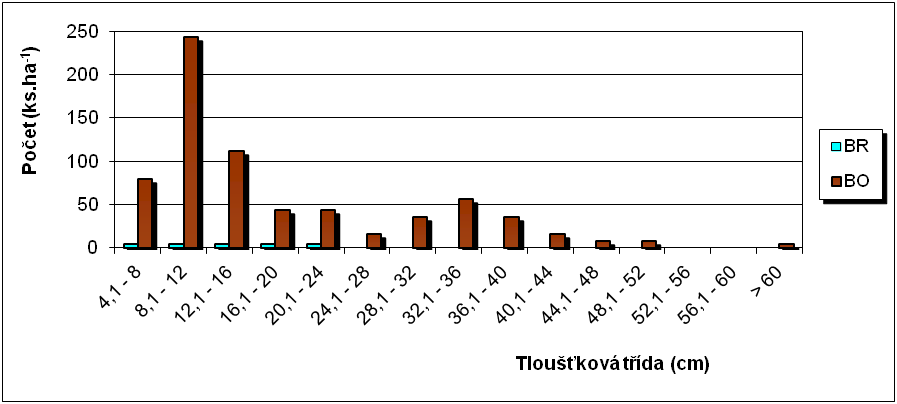 Počet (ks.ha⁻¹)
250
200
150
100
50
0
4,1 - 8
8,1 - 12
12,1 - 16
16,1 - 20
20,1 - 24
24,1 - 28
28,1 - 32
32,1 - 36
36,1 - 40
40,1 - 44
44,1 - 48
48,1 - 52
52,1 - 56
56,1 - 60
> 60
Tloušťková třída (cm)
BR
BO